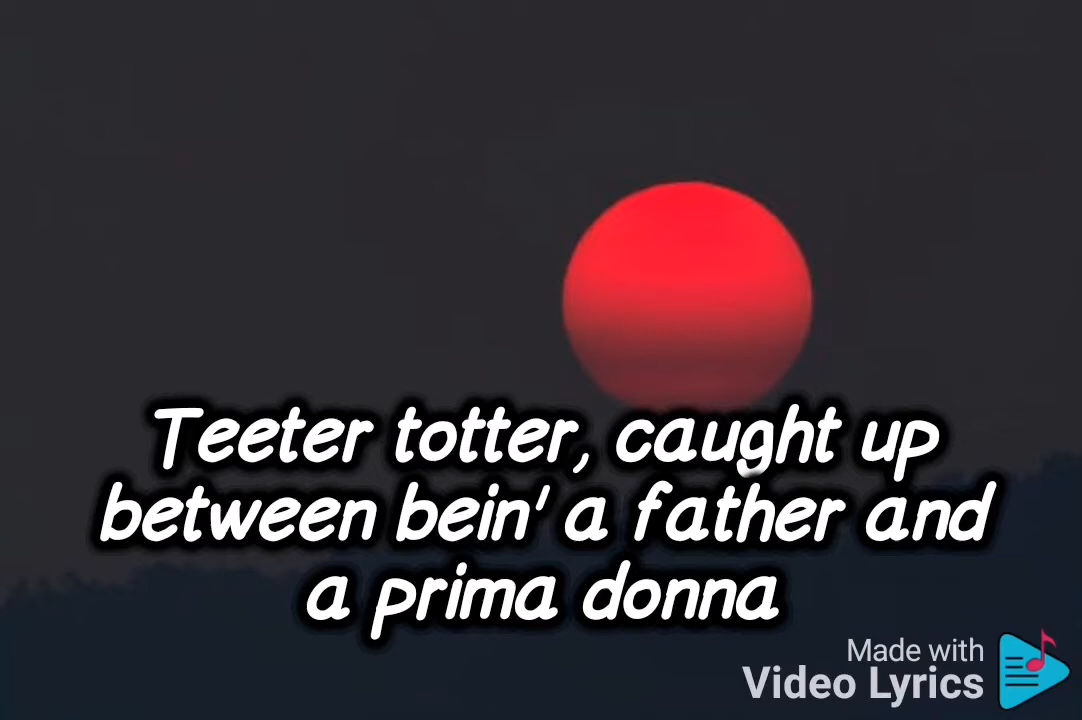 Teeter totter, caught up
between bein' a father and
a prima donna
Made with
Video Lyrics